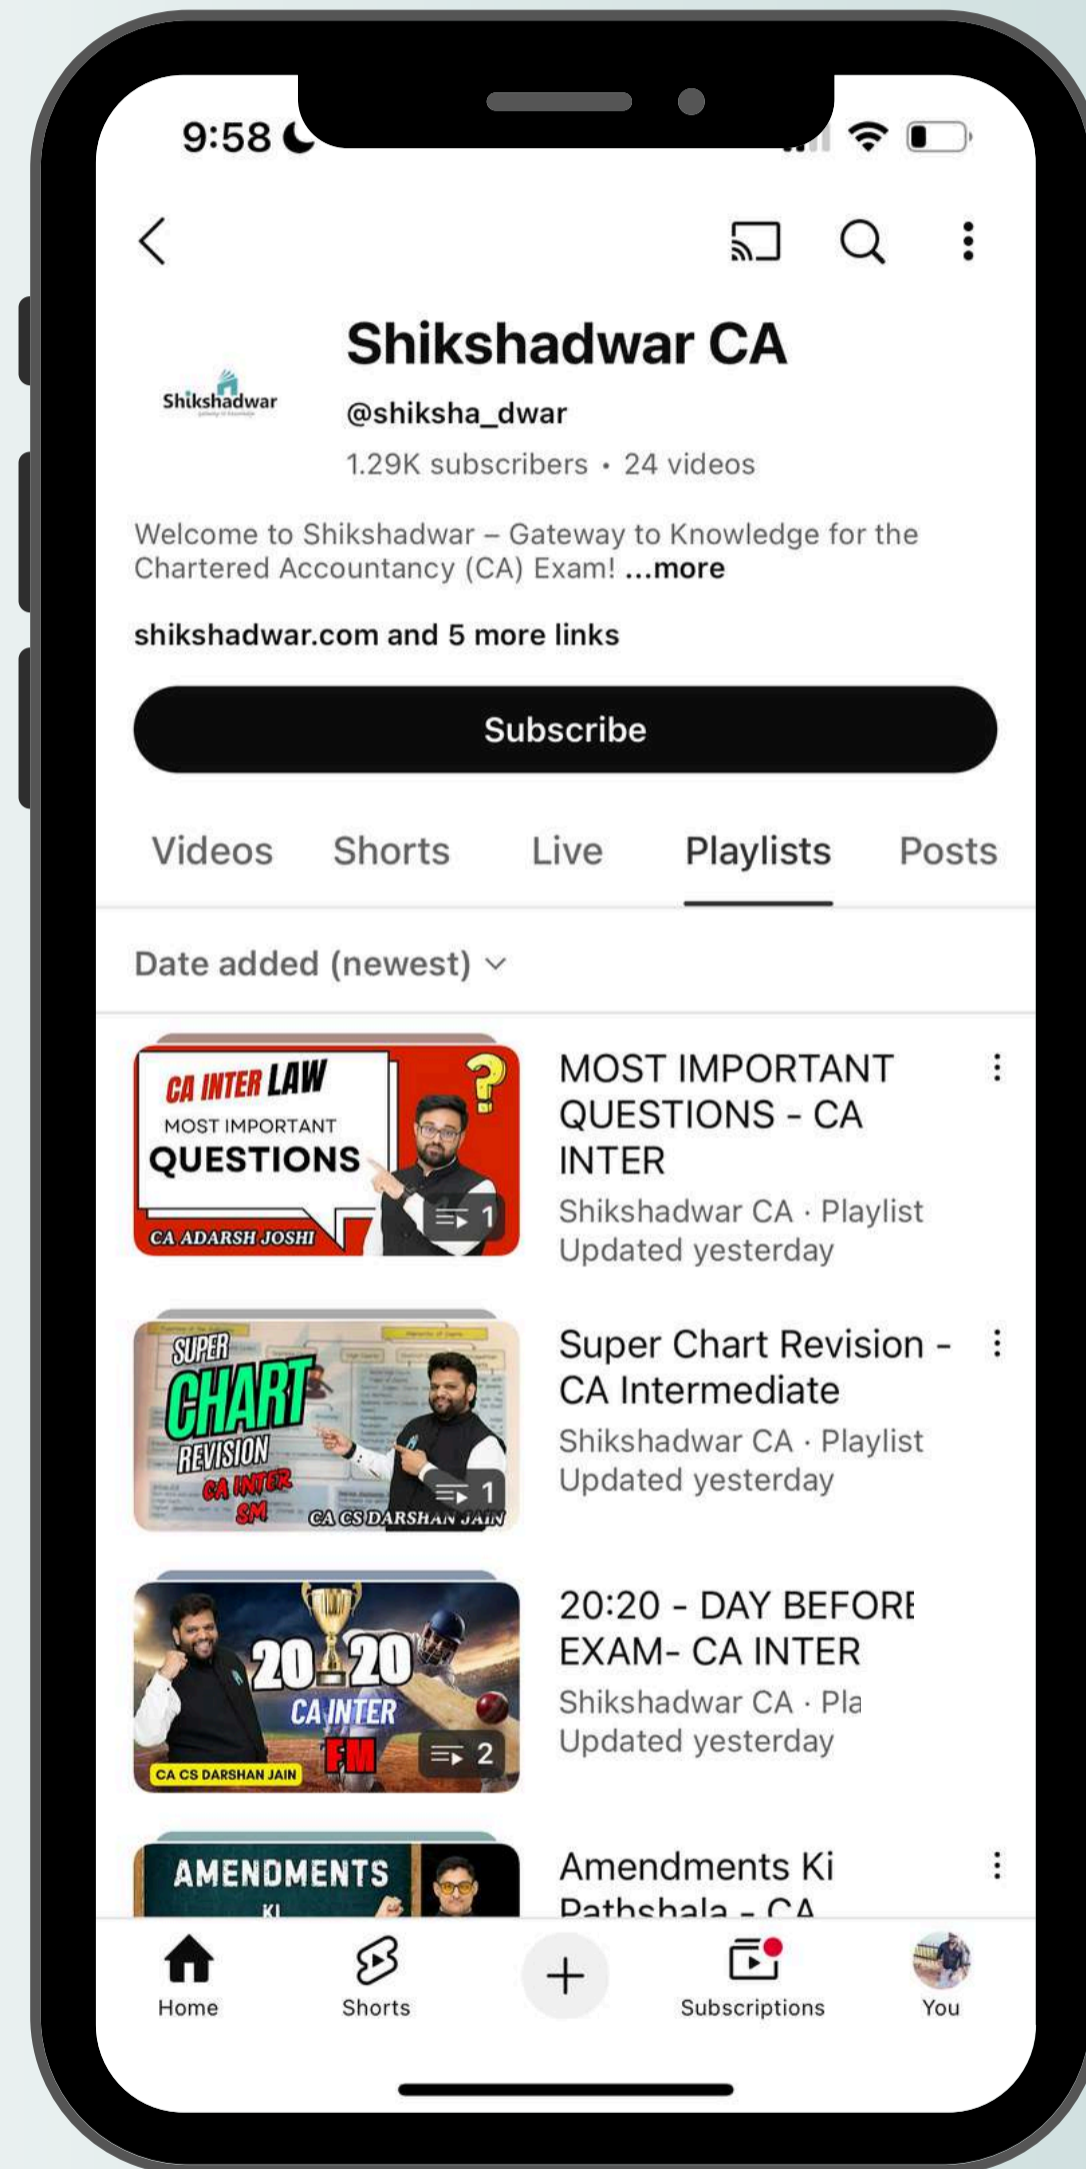 9:58
Shikshadwar
Shikshadwar CA
@shiksha_dwar
1.29K subscribers • 24 videos
Welcome to Shikshadwar – Gateway to Knowledge for the
Chartered Accountancy (CA) Exam! ...more
shikshadwar.com and 5 more links
Subscribe
Videos Shorts Live Playlists Posts
Date added (newest)
CA INTER LAW
MOST IMPORTANT
QUESTIONS
CA ADARSH JOSHI
1
MOST IMPORTANT
QUESTIONS - CA
INTER
Shikshadwar CA · Playlist
Updated yesterday
SUPER
CHART
REVISION
CA INTER
SM
CA CS DARSHAN JAIN
1
Super Chart Revision -
CA Intermediate
Shikshadwar CA · Playlist
Updated yesterday
20 20
CA INTER
FM
CA CS DARSHAN JAIN
2
20:20 - DAY BEFORE
EXAM- CA INTER
Shikshadwar CA · Pla
Updated yesterday
AMENDMENTS
KI
Amendments Ki
Pathshala - CA
Home Shorts Subscriptions You